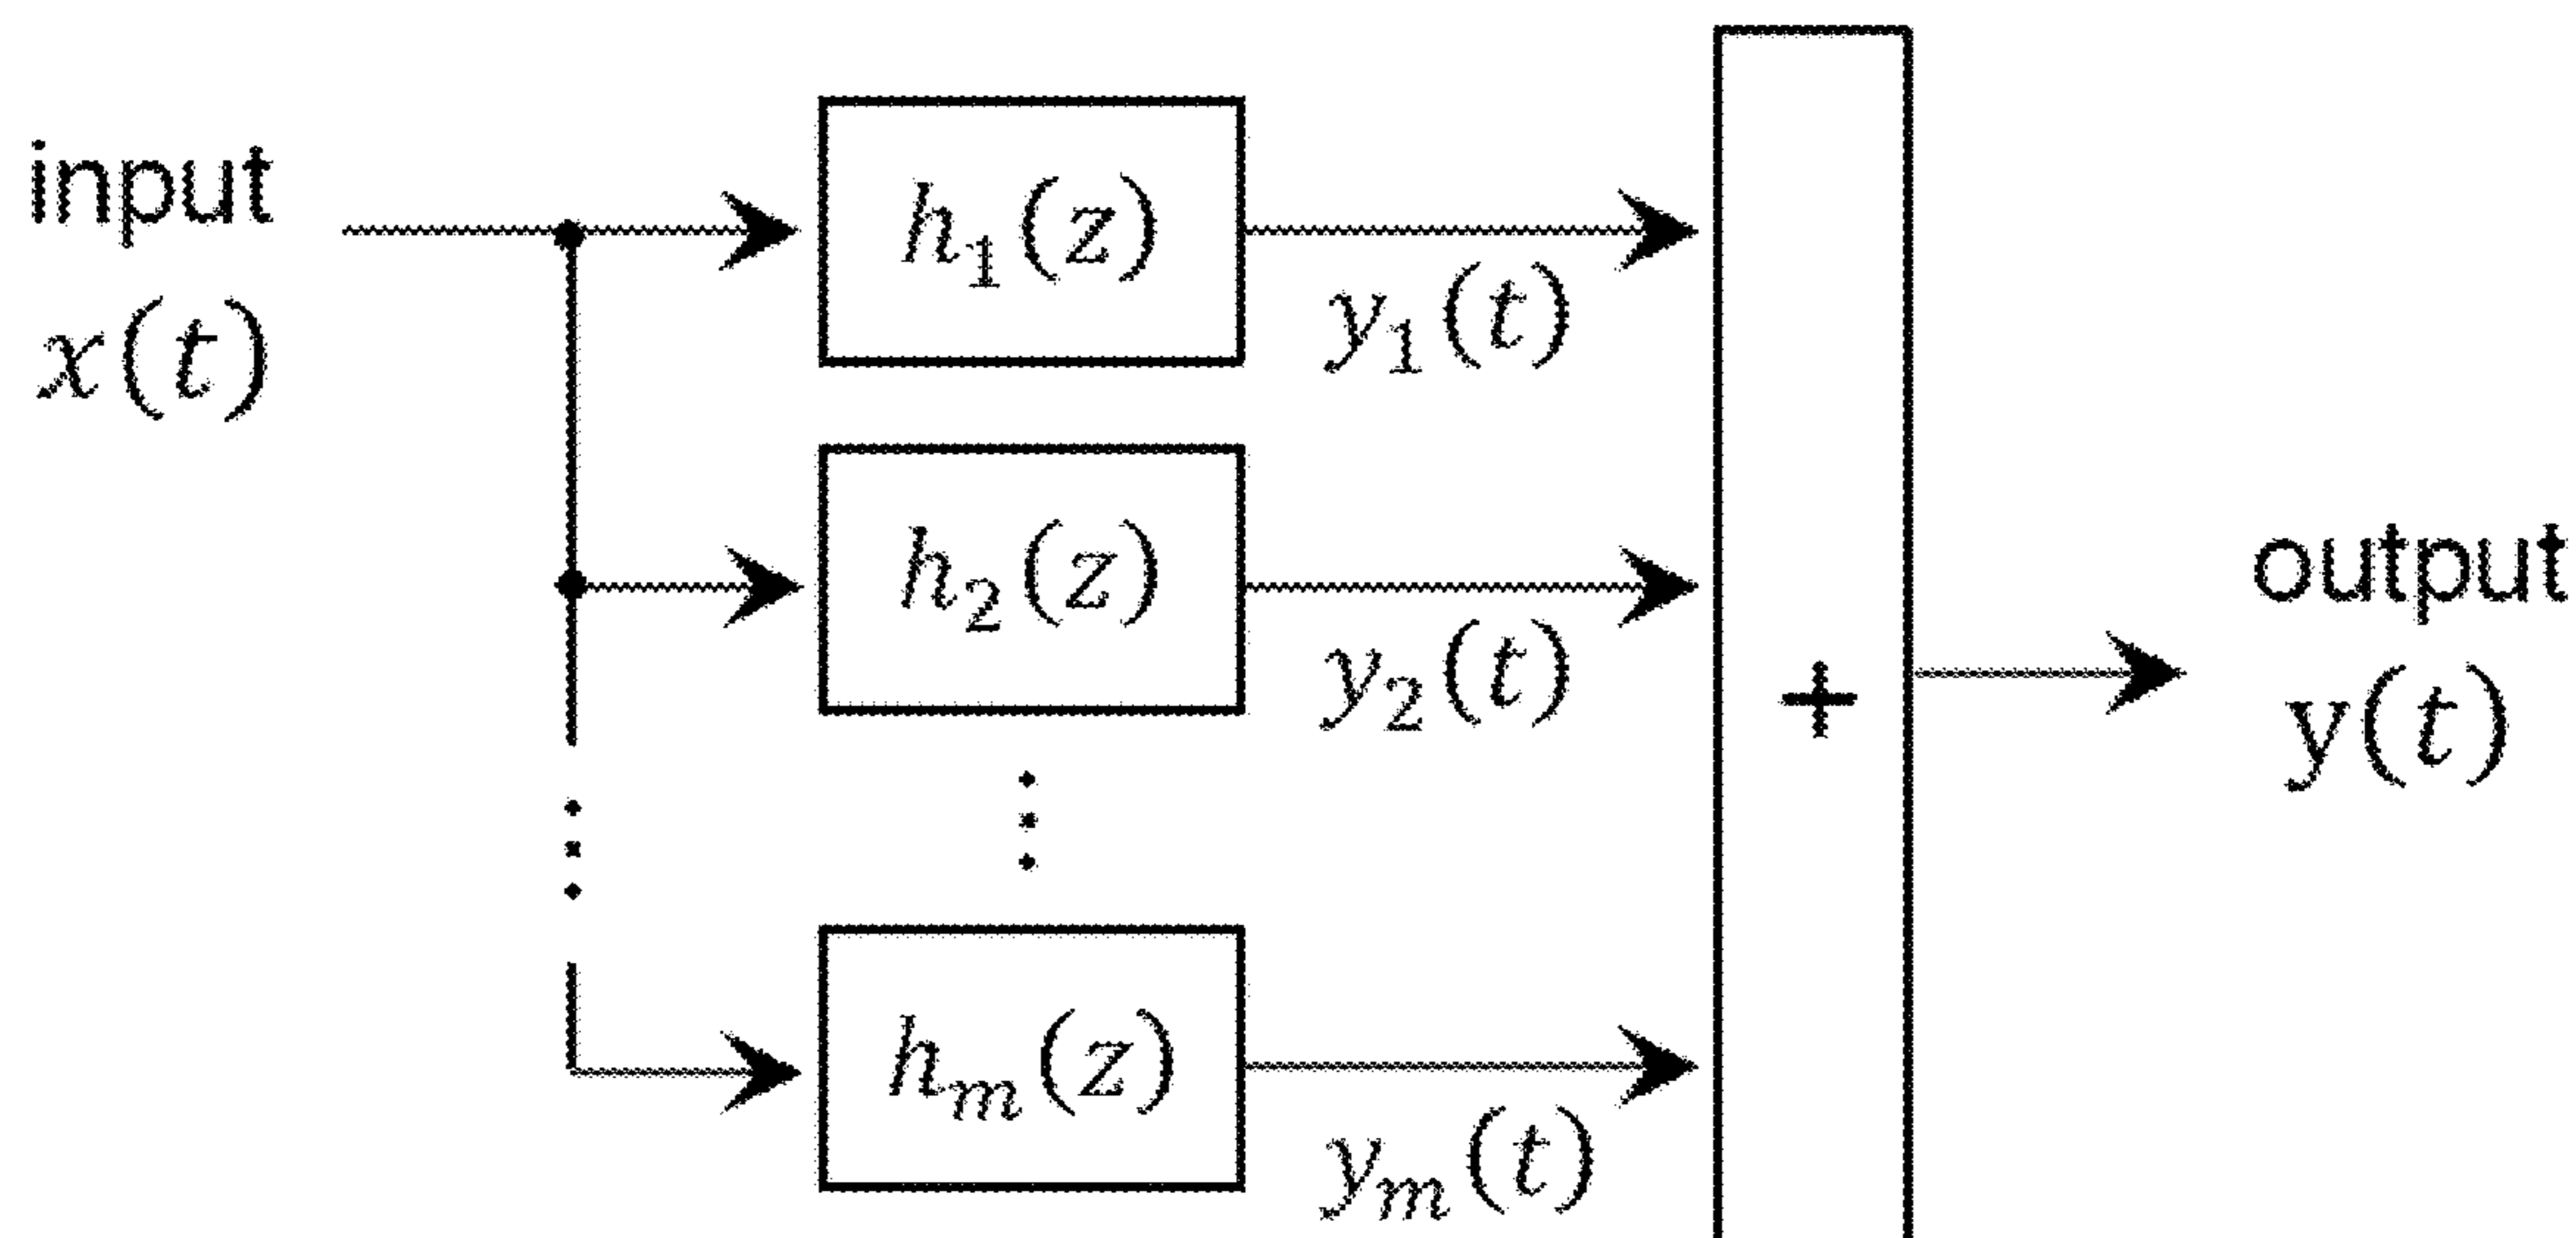 input
x(t)
h₁(z)
y₁(t)
h₂(z)
y₂(t)
+
output
y(t)
⋮
⋮
hₘ(z)
yₘ(t)